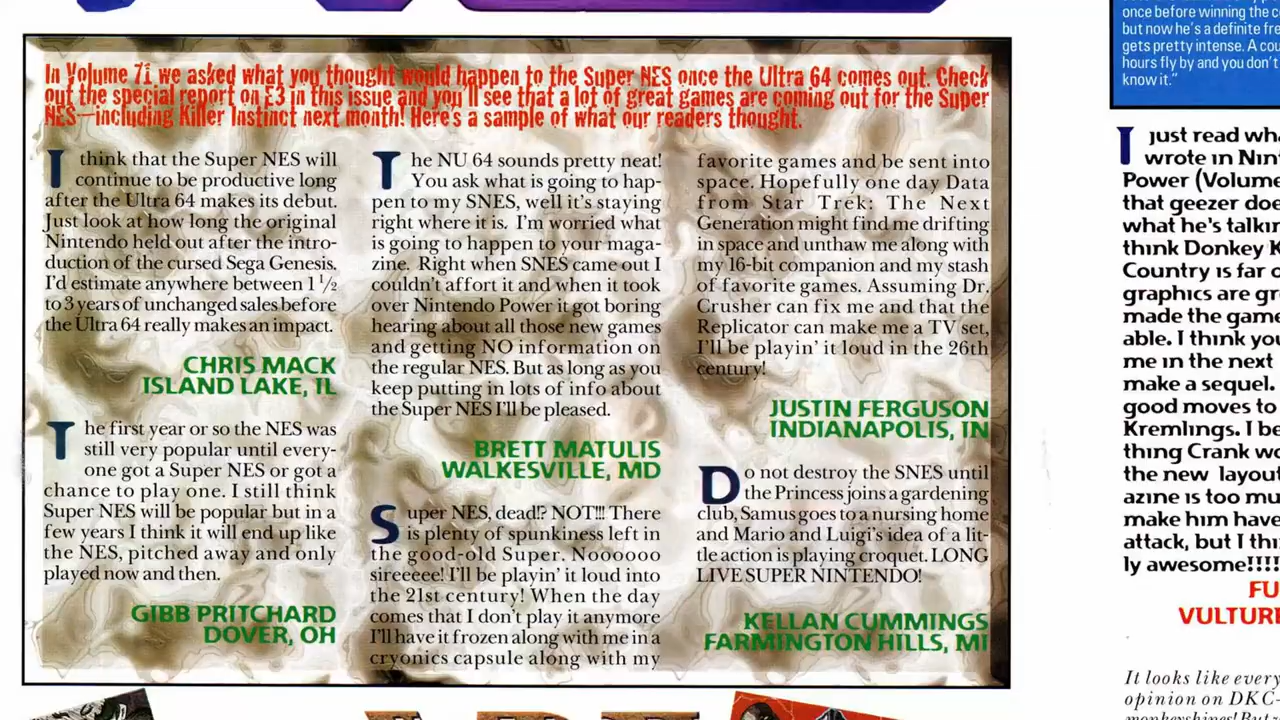 In Volume 71 we asked what you thought would happen to the Super NES once the Ultra 64 comes out. Check
out the special report on E3 in this issue and you'll see that a lot of great games are coming out for the Super
NES—including Killer Instinct next month! Here's a sample of what our readers thought.
I think that the Super NES will
continue to be productive long
after the Ultra 64 makes its debut.
Just look at how long the original
Nintendo held out after the intro-
duction of the cursed Sega Genesis.
I'd estimate anywhere between 1 1/2
to 3 years of unchanged sales before
the Ultra 64 really makes an impact.
CHRIS MACK
ISLAND LAKE, IL
The first year or so the NES was
still very popular until every-
one got a Super NES or got a
chance to play one. I still think
Super NES will be popular but in a
few years I think it will end up like
the NES, pitched away and only
played now and then.
GIBB PRITCHARD
DOVER, OH
The NU 64 sounds pretty neat!
You ask what is going to hap-
pen to my SNES, well it's staying
right where it is. I'm worried what
is going to happen to your maga-
zine. Right when SNES came out I
couldn't affort it and when it took
over Nintendo Power it got boring
hearing about all those new games
and getting NO information on
the regular NES. But as long as you
keep putting in lots of info about
the Super NES I'll be pleased.
BRETT MATULIS
WALKESVILLE, MD
Super NES, dead!? NOT!!! There
is plenty of spunkiness left in
the good-old Super. Noooooo
sireeeee! I'll be playin' it loud into
the 21st century! When the day
comes that I don't play it anymore
I'll have it frozen along with me in a
cryonics capsule along with my
favorite games and be sent into
space. Hopefully one day Data
from Star Trek: The Next
Generation might find me drifting
in space and unthaw me along with
my 16-bit companion and my stash
of favorite games. Assuming Dr.
Crusher can fix me and that the
Replicator can make me a TV set,
I'll be playin' it loud in the 26th
century!
JUSTIN FERGUSON
INDIANAPOLIS, IN
Do not destroy the SNES until
the Princess joins a gardening
club, Samus goes to a nursing home
and Mario and Luigi's idea of a lit-
tle action is playing croquet. LONG
LIVE SUPER NINTENDO!
KELLAN CUMMINGS
FARMINGTON HILLS, MI
once before winning the
but now he's a definite
gets pretty intense. A
hours fly by and you don't
know it."
I just read
wrote in
Power (Volume
that geezer
what he's
think Donkey
Country is far
graphics are
made the game
able. I think
me in the next
make a sequel.
good moves to
Kremlings. I
thing Crank
the new layout
azine is too
make him have
attack, but I
ly awesome!!!!
It looks like every
opinion on DKC-
monkeyshines! But